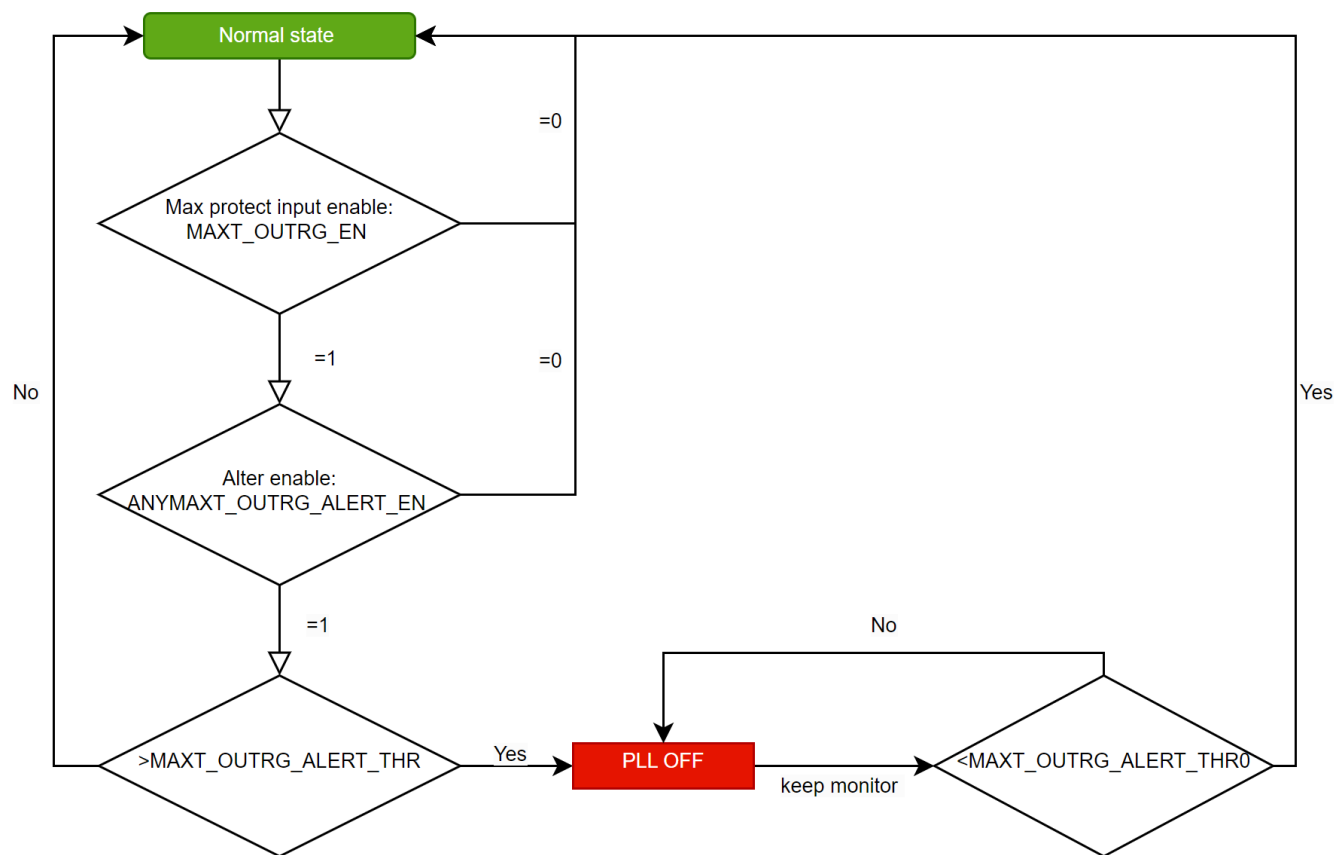 Normal state
=0
Max protect input enable:
MAXT_OUTRG_EN
=1
=0
No
Yes
Alter enable:
ANYMAXT_OUTRG_ALERT_EN
=1
No
>MAXT_OUTRG_ALERT_THR
Yes
PLL OFF
keep monitor
<MAXT_OUTRG_ALERT_THR0